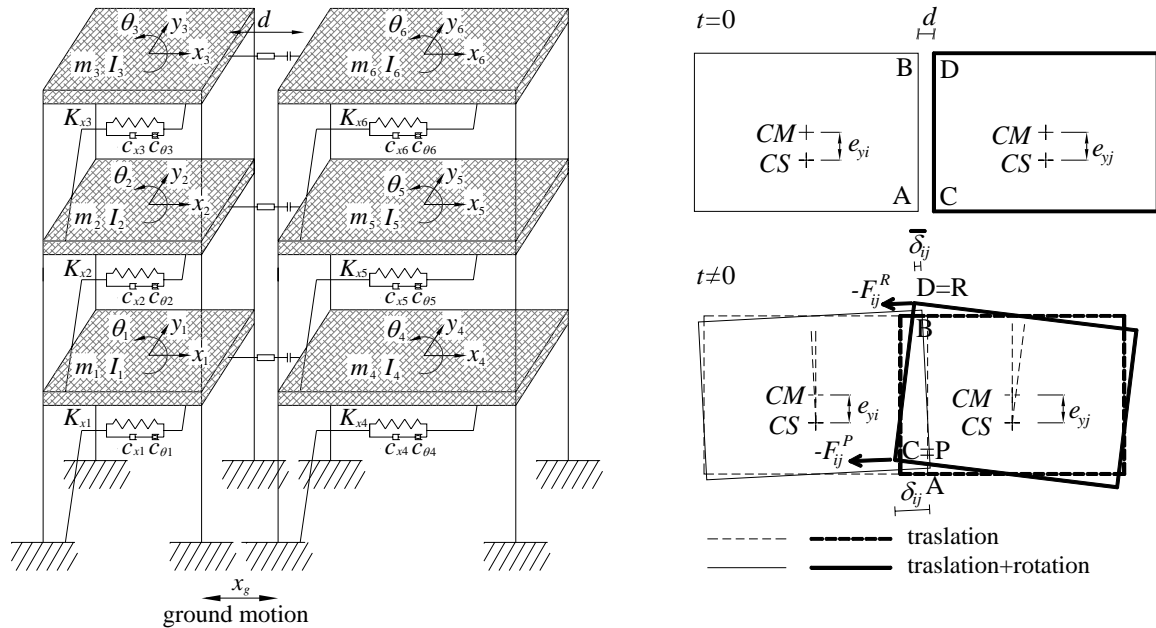 θ3 y3 x3 m3 I3 d θ6 y6 x6 m6 I6
Kx3 cx3 cθ3 Kx6 cx6 cθ6
θ2 y2 x2 m2 I2 θ5 y5 x5 m5 I5
Kx2 cx2 cθ2 Kx5 cx5 cθ5
θ1 y1 x1 m1 I1 θ4 y4 x4 m4 I4
Kx1 cx1 cθ1 Kx4 cx4 cθ4
xg
ground motion
t=0 d
B D
CM CM
CS eyi CS eyj
A C
δ̅ij
t≠0 D=R
-FijR
B
CM CM
CS eyi CS eyj
-FijP C=P
δij A
traslation
traslation+rotation